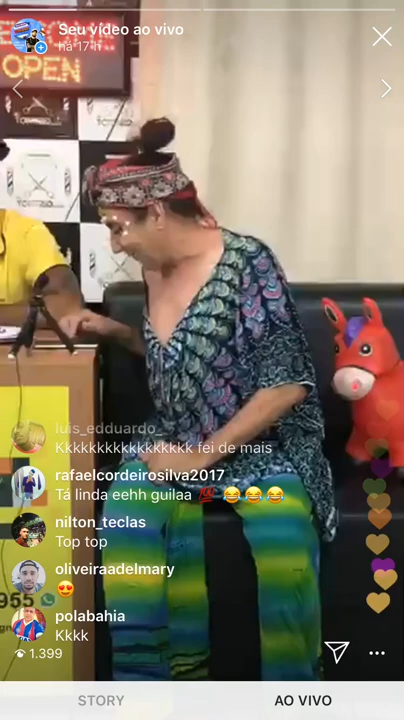 Seu vídeo ao vivo
há 17 h
OPEN
luis_edduardo_
Kkkkkkkkkkkkkkkkk fei de mais
rafaelcordeirosilva2017
Tá linda eehh guilaa 💯 😂😂😂
nilton_teclas
Top top
oliveiraadelmary
😍
polabahia
Kkkk
955
1.399
STORY
AO VIVO